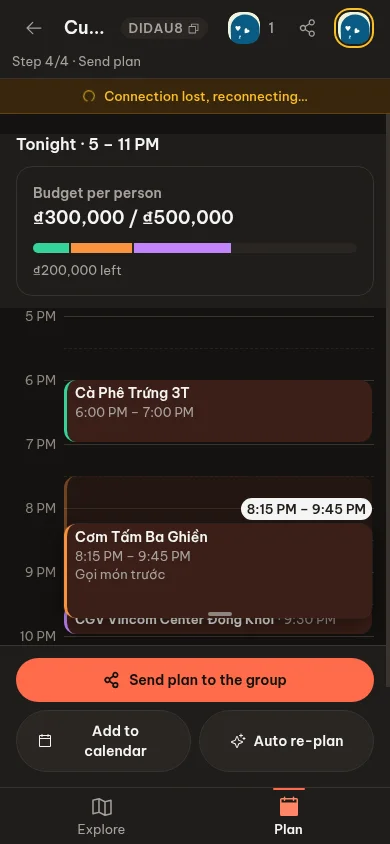 Cu...
DIDAU8
1
Step 4/4 · Send plan
Connection lost, reconnecting...
Tonight · 5 – 11 PM
Budget per person
₫300,000 / ₫500,000
₫200,000 left
5 PM
6 PM
Cà Phê Trứng 3T
6:00 PM – 7:00 PM
7 PM
8 PM
8:15 PM – 9:45 PM
Cơm Tấm Ba Ghiền
8:15 PM – 9:45 PM
Gọi món trước
9 PM
CGV Vincom Center Đồng Khởi · 9:30 PM
10 PM
Send plan to the group
Add to
calendar
Auto re-plan
Explore
Plan